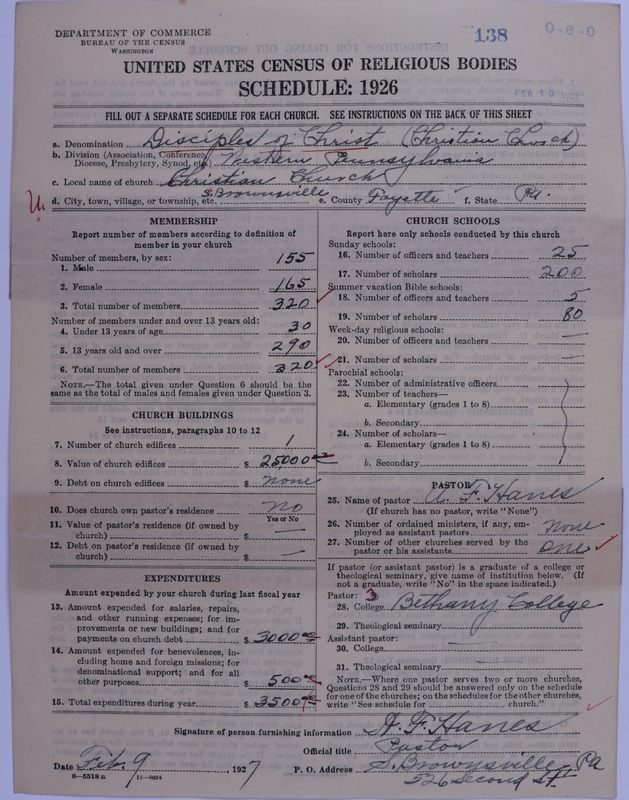 DEPARTMENT OF COMMERCE
BUREAU OF THE CENSUS
WASHINGTON
138
0-6-0
UNITED STATES CENSUS OF RELIGIOUS BODIES
SCHEDULE: 1926
FEB 10
FILL OUT A SEPARATE SCHEDULE FOR EACH CHURCH. SEE INSTRUCTIONS ON THE BACK OF THIS SHEET
a. Denomination Disciples of Christ (Christian Church)
b. Division (Association, Conference, Diocese, Presbytery, Synod, etc.) Western Pennsylvania
c. Local name of church Christian Church
d. City, town, village, or township, etc. S. Brownsville e. County Fayette f. State Pa.
MEMBERSHIP
Report number of members according to definition of
member in your church
Number of members, by sex:
1. Male 155
2. Female 165
3. Total number of members 320
Number of members under and over 13 years old:
4. Under 13 years of age 30
5. 13 years old and over 290
6. Total number of members 320
NOTE.—The total given under Question 6 should be
same as the total of males and females given under Question 3.
CHURCH BUILDINGS
See instructions, paragraphs 10 to 12
7. Number of church edifices 1
8. Value of church edifices $ 25000
9. Debt on church edifices $ none
10. Does church own pastor's residence no
Yes or No
11. Value of pastor's residence (if owned by
church) $ —
12. Debt on pastor's residence (if owned by
church) $ —
EXPENDITURES
Amount expended by your church during last fiscal year
13. Amount expended for salaries, repairs,
and other running expenses; for im-
provements or new buildings; and for
payments on church debt $ 3000
14. Amount expended for benevolences, in-
cluding home and foreign missions; for
denominational support; and for all
other purposes $ 500
15. Total expenditures during year $ 3500
CHURCH SCHOOLS
Report here only schools conducted by this church
Sunday schools:
16. Number of officers and teachers 25
17. Number of scholars 200
Summer vacation Bible schools:
18. Number of officers and teachers 5
19. Number of scholars 80
Week-day religious schools:
20. Number of officers and teachers —
21. Number of scholars —
Parochial schools:
22. Number of administrative officers
23. Number of teachers—
a. Elementary (grades 1 to 8)
b. Secondary
24. Number of scholars—
a. Elementary (grades 1 to 8)
b. Secondary
PASTOR
25. Name of pastor A. F. Hanes
(If church has no pastor, write "None")
26. Number of ordained ministers, if any, em-
ployed as assistant pastors none
27. Number of other churches served by the
pastor or his assistants one
If pastor (or assistant pastor) is a graduate of a college or
theological seminary, give name of institution below. (If
not a graduate, write "No" in the space indicated.)
Pastor: 3
28. College Bethany College
29. Theological seminary
Assistant pastor:
30. College —
31. Theological seminary —
NOTE.—Where one pastor serves two or more churches,
Questions 28 and 29 should be answered only on the schedule
for one of the churches; on the schedules for the other churches,
write "See schedule for church."
Signature of person furnishing information A. F. Hanes
Official title Pastor
Date Feb. 9, 1927 P. O. Address S. Brownsville, Pa
326 Second St.
8—5518 a 11—9054